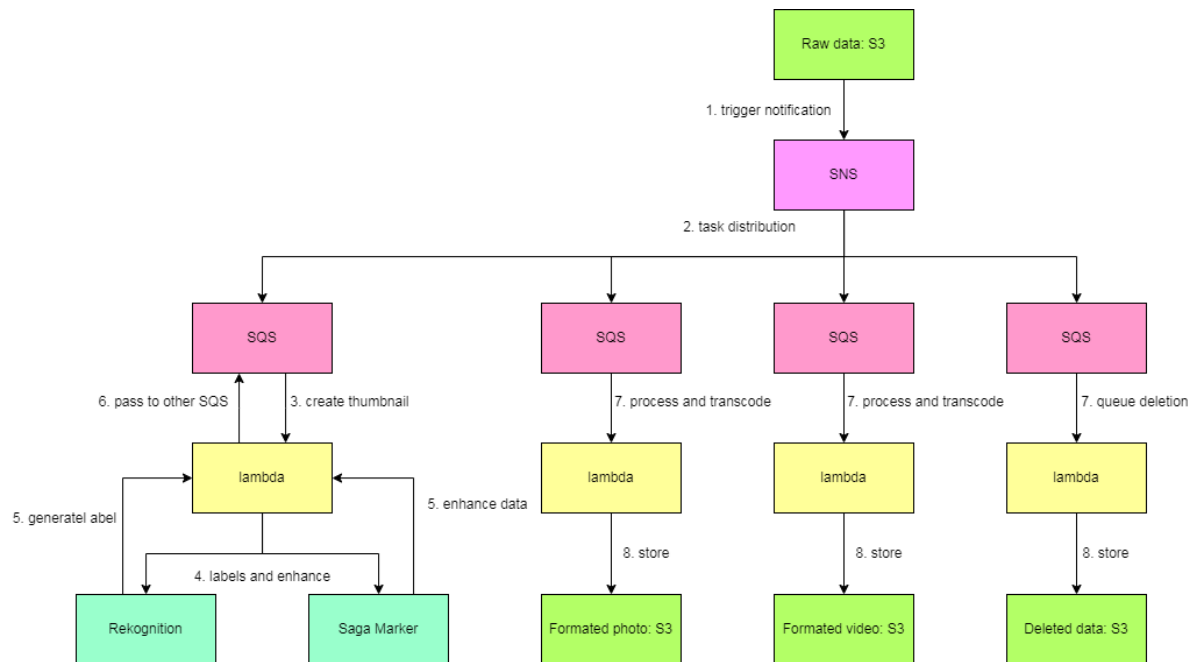 Raw data: S3
1. trigger notification
SNS
2. task distribution
SQS
SQS
SQS
SQS
6. pass to other SQS
3. create thumbnail
7. process and transcode
7. process and transcode
7. queue deletion
lambda
lambda
lambda
lambda
5. generatel abel
5. enhance data
8. store
8. store
8. store
4. labels and enhance
Rekognition
Saga Marker
Formated photo: S3
Formated video: S3
Deleted data: S3